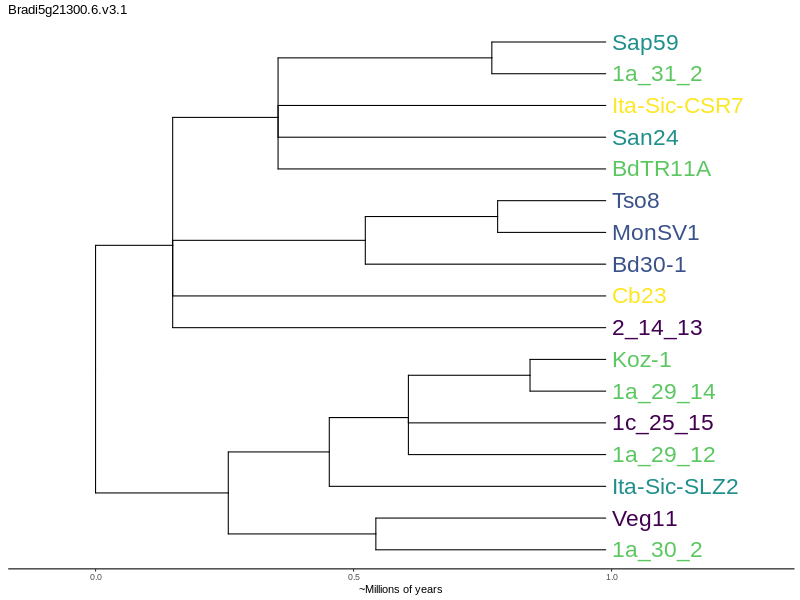 Bradi5g21300.6.v3.1
Sap59
1a_31_2
Ita-Sic-CSR7
San24
BdTR11A
Tso8
MonSV1
Bd30-1
Cb23
2_14_13
Koz-1
1a_29_14
1c_25_15
1a_29_12
Ita-Sic-SLZ2
Veg11
1a_30_2
0.0 0.5 1.0
~Millions of years